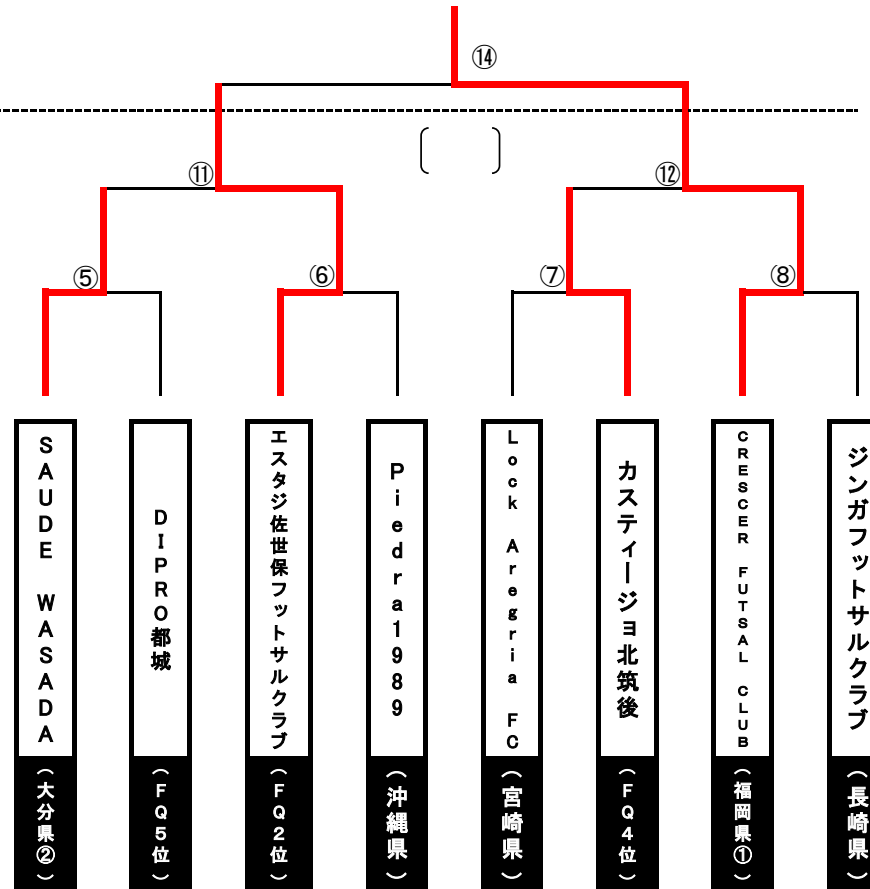 ⑭
⑪
⑫
⑤
⑥
⑦
⑧
SAUDE WASADA
(大分県②)
DIPRO都城
(FQ5位)
エスタジ佐世保フットサルクラブ
(FQ2位)
Piedra1989
(沖縄県)
Lock Aregria FC
(宮崎県)
カスティージョ北筑後
(FQ4位)
CRESCER FUTSAL CLUB
(福岡県①)
ジンガフットサルクラブ
(長崎県)